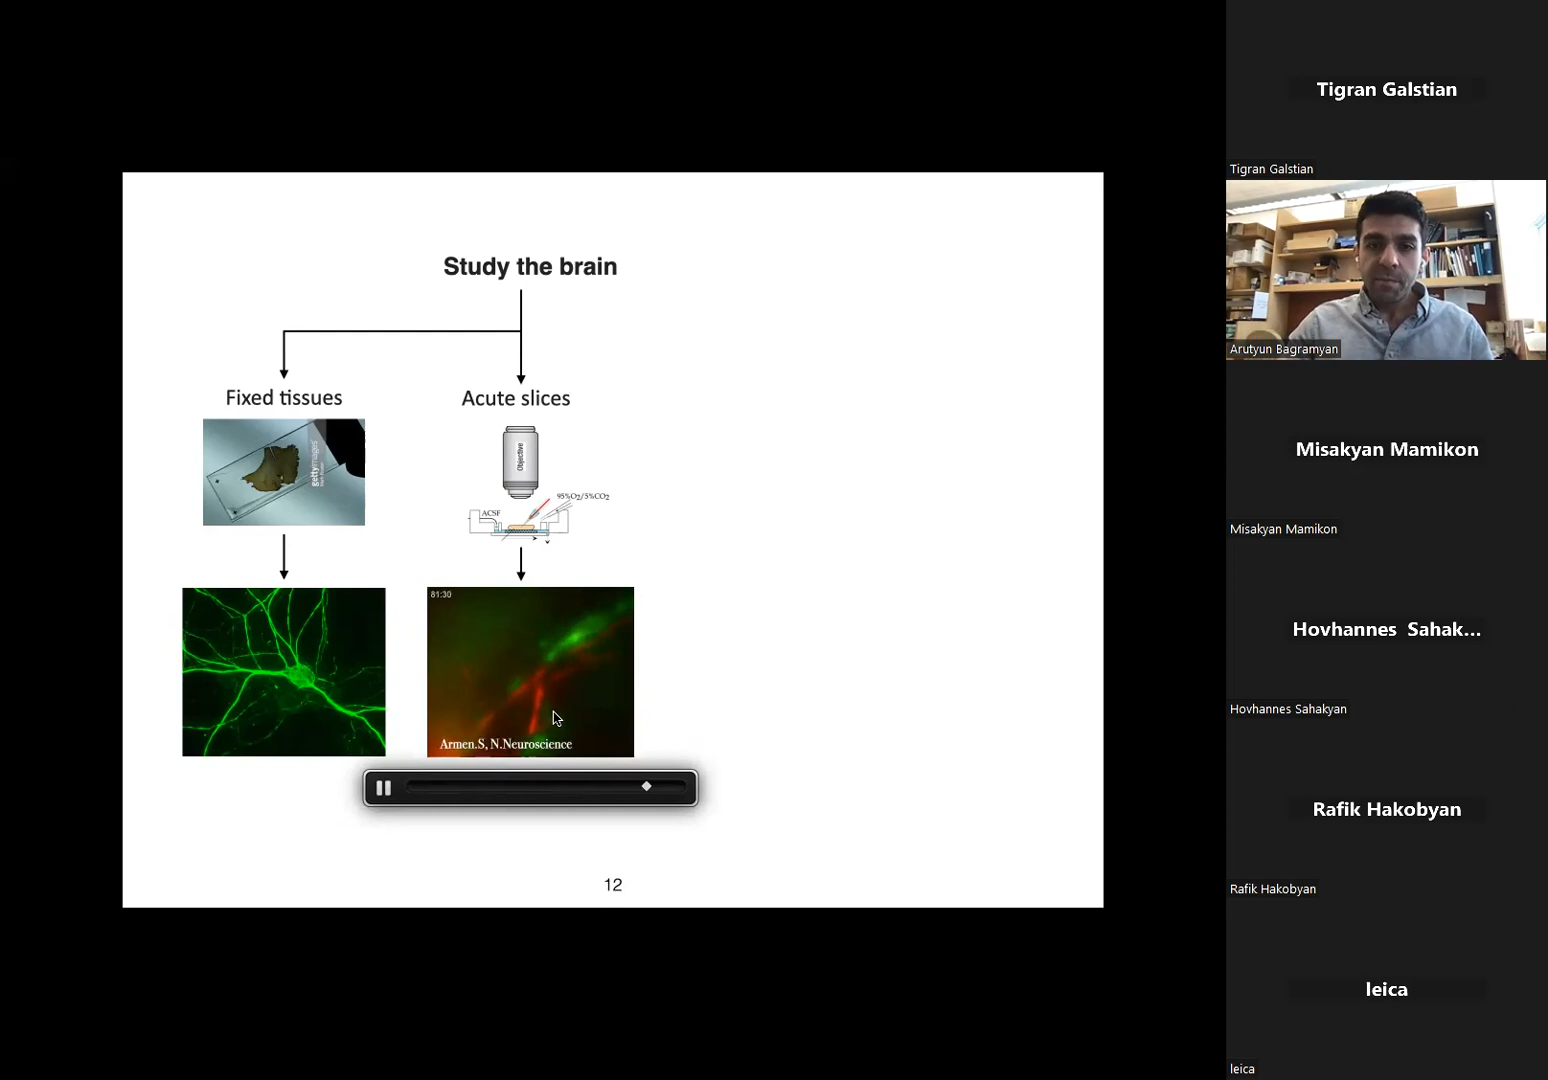 Study the brain
Fixed tissues
Acute slices
gettyimages
Objective
95%O2/5%CO2
ACSF
81:30
Armen.S, N.Neuroscience
12
Tigran Galstian
Tigran Galstian
Arutyun Bagramyan
Misakyan Mamikon
Misakyan Mamikon
Hovhannes Sahak...
Hovhannes Sahakyan
Rafik Hakobyan
Rafik Hakobyan
leica
leica